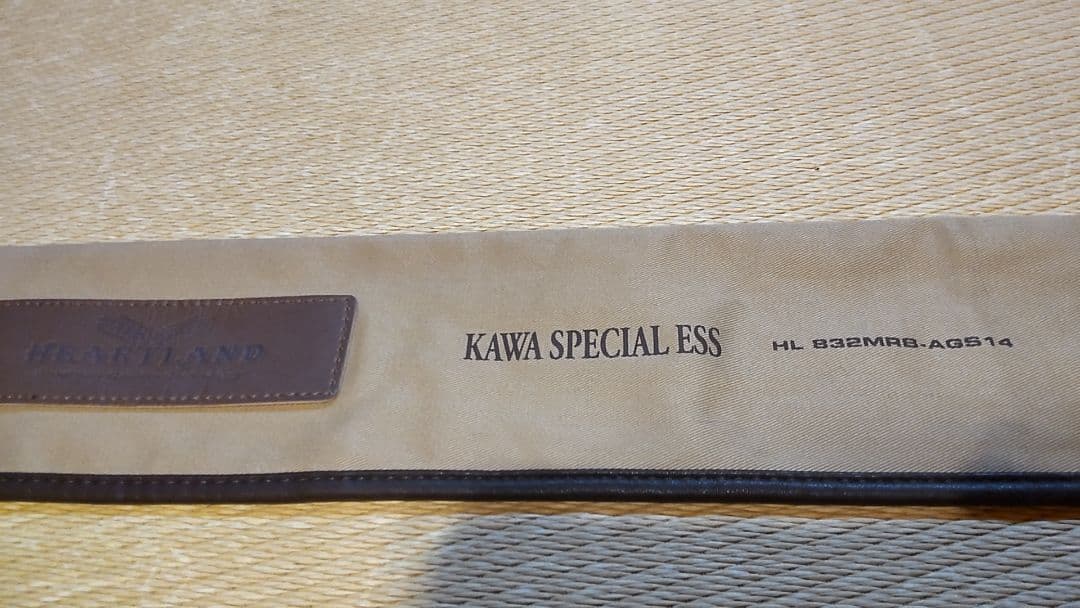 HEARTLAND
KAWA SPECIAL ESS HL 832MRB-AGS14